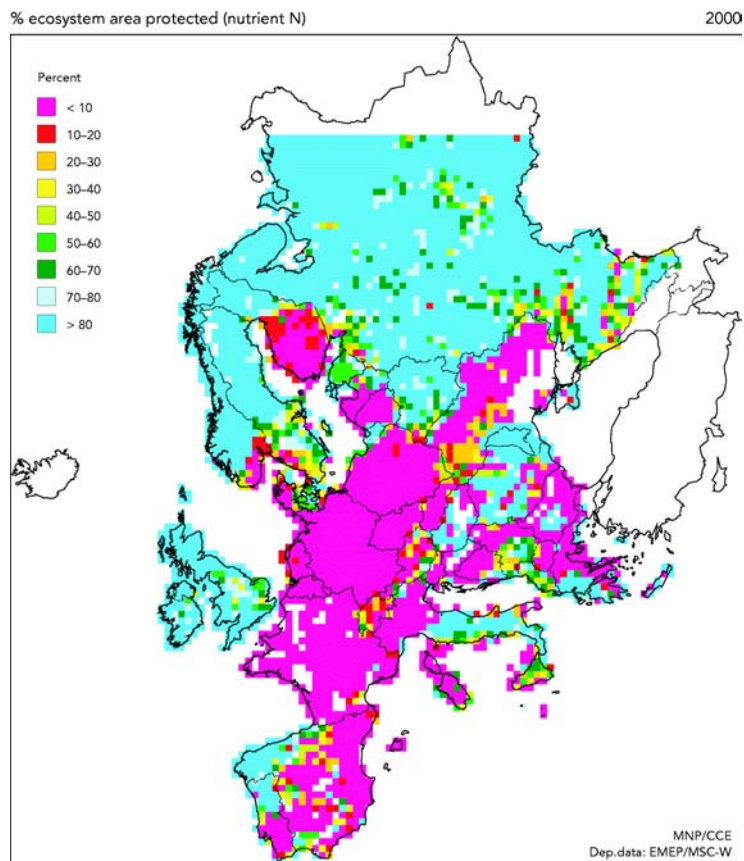 % ecosystem area protected (nutrient N) 2000
Percent
< 10
10–20
20–30
30–40
40–50
50–60
60–70
70–80
> 80
MNP/CCE
Dep.data: EMEP/MSC-W